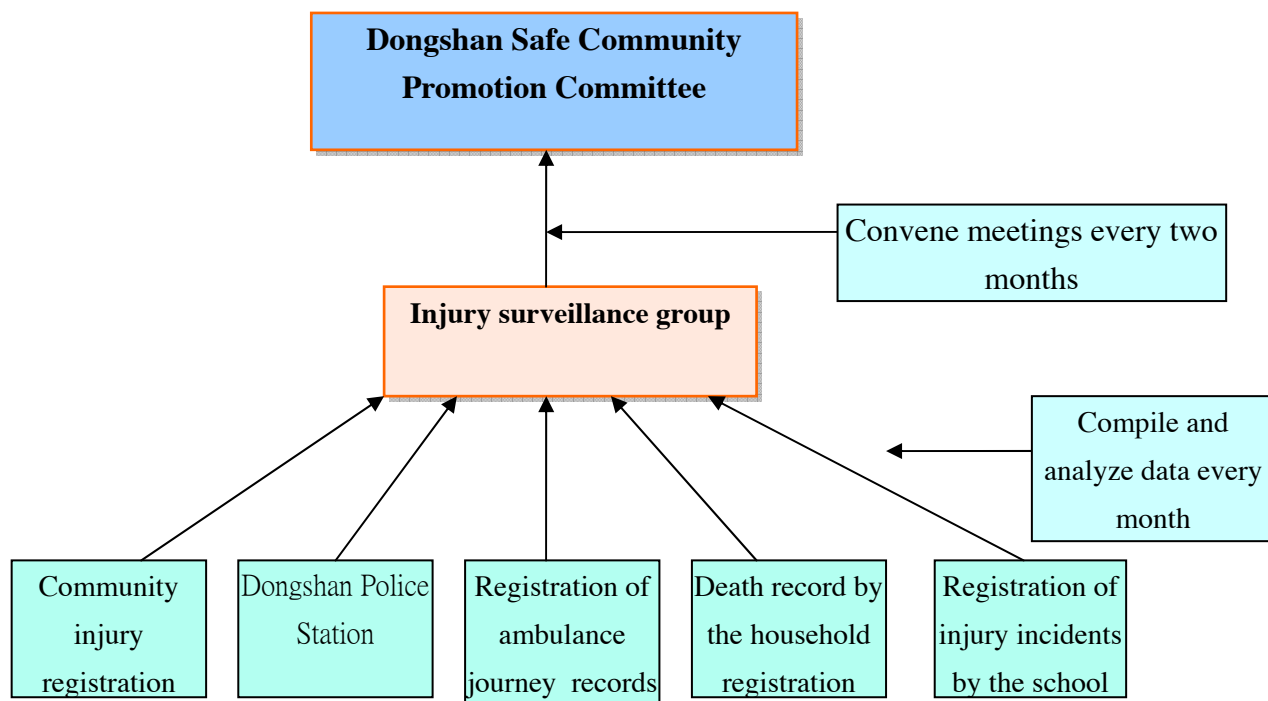 Dongshan Safe Community
Promotion Committee
Convene meetings every two
months
Injury surveillance group
Compile and
analyze data every
month
Community
injury
registration
Dongshan Police
Station
Registration of
ambulance
journey records
Death record by
the household
registration
Registration of
injury incidents
by the school